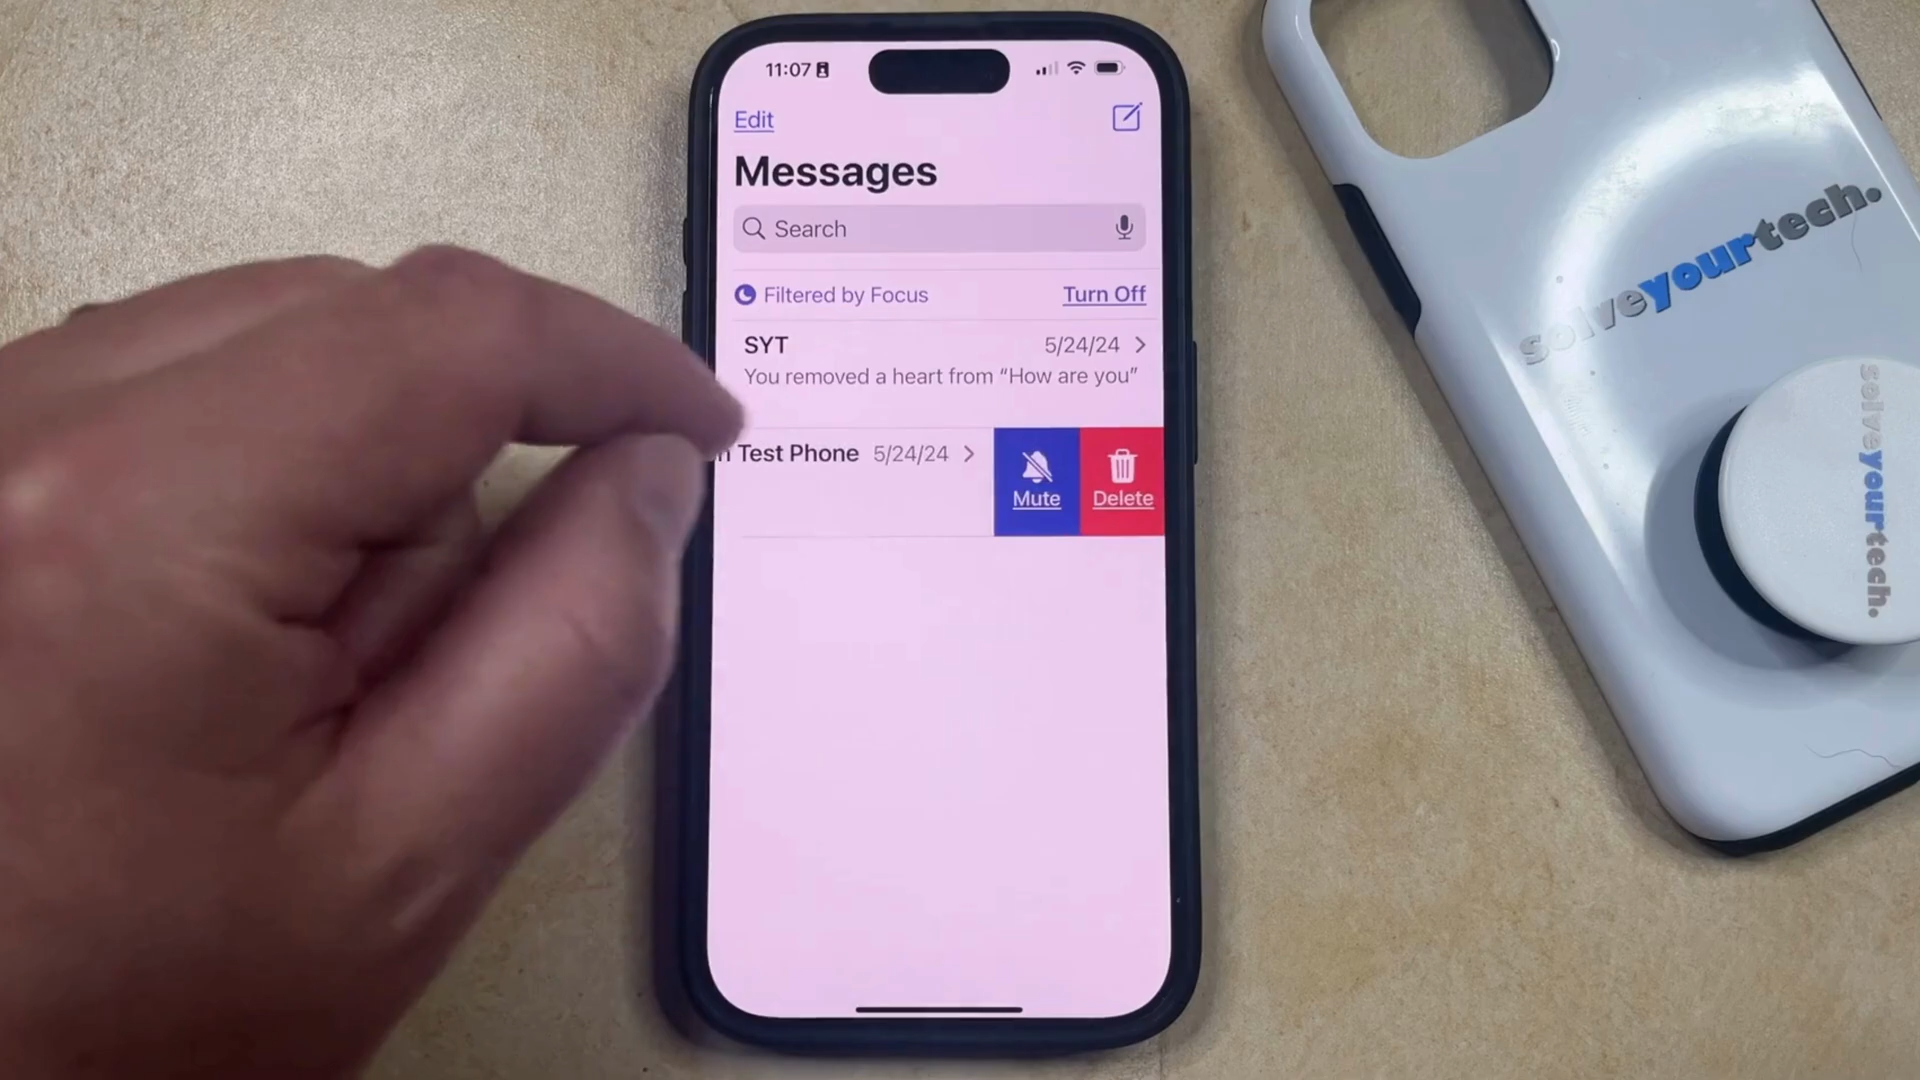 11:07
Edit
Messages
Search
Filtered by Focus
Turn Off
SYT
5/24/24
You removed a heart from “How are you”
Test Phone
5/24/24
Mute
Delete
solveyourtech.
solveyourtech.